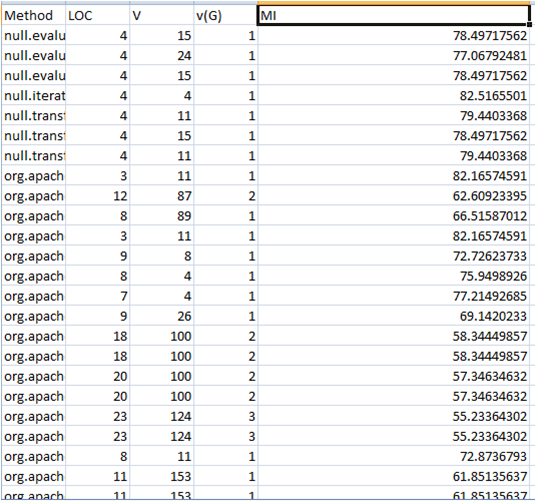 Method LOC V v(G) MI
null.evalu 4 15 1 78.49717562
null.evalu 4 24 1 77.06792481
null.evalu 4 15 1 78.49717562
null.iterat 4 4 1 82.5165501
null.transf 4 11 1 79.4403368
null.transf 4 15 1 78.49717562
null.transf 4 11 1 79.4403368
org.apach 3 11 1 82.16574591
org.apach 12 87 2 62.60923395
org.apach 8 89 1 66.51587012
org.apach 3 11 1 82.16574591
org.apach 9 8 1 72.72623733
org.apach 8 4 1 75.9498926
org.apach 7 4 1 77.21492685
org.apach 9 26 1 69.1420233
org.apach 18 100 2 58.34449857
org.apach 18 100 2 58.34449857
org.apach 20 100 2 57.34634632
org.apach 20 100 2 57.34634632
org.apach 23 124 3 55.23364302
org.apach 23 124 3 55.23364302
org.apach 8 11 1 72.8736793
org.apach 11 153 1 61.85135637
org.apach 11 153 1 61.85135637